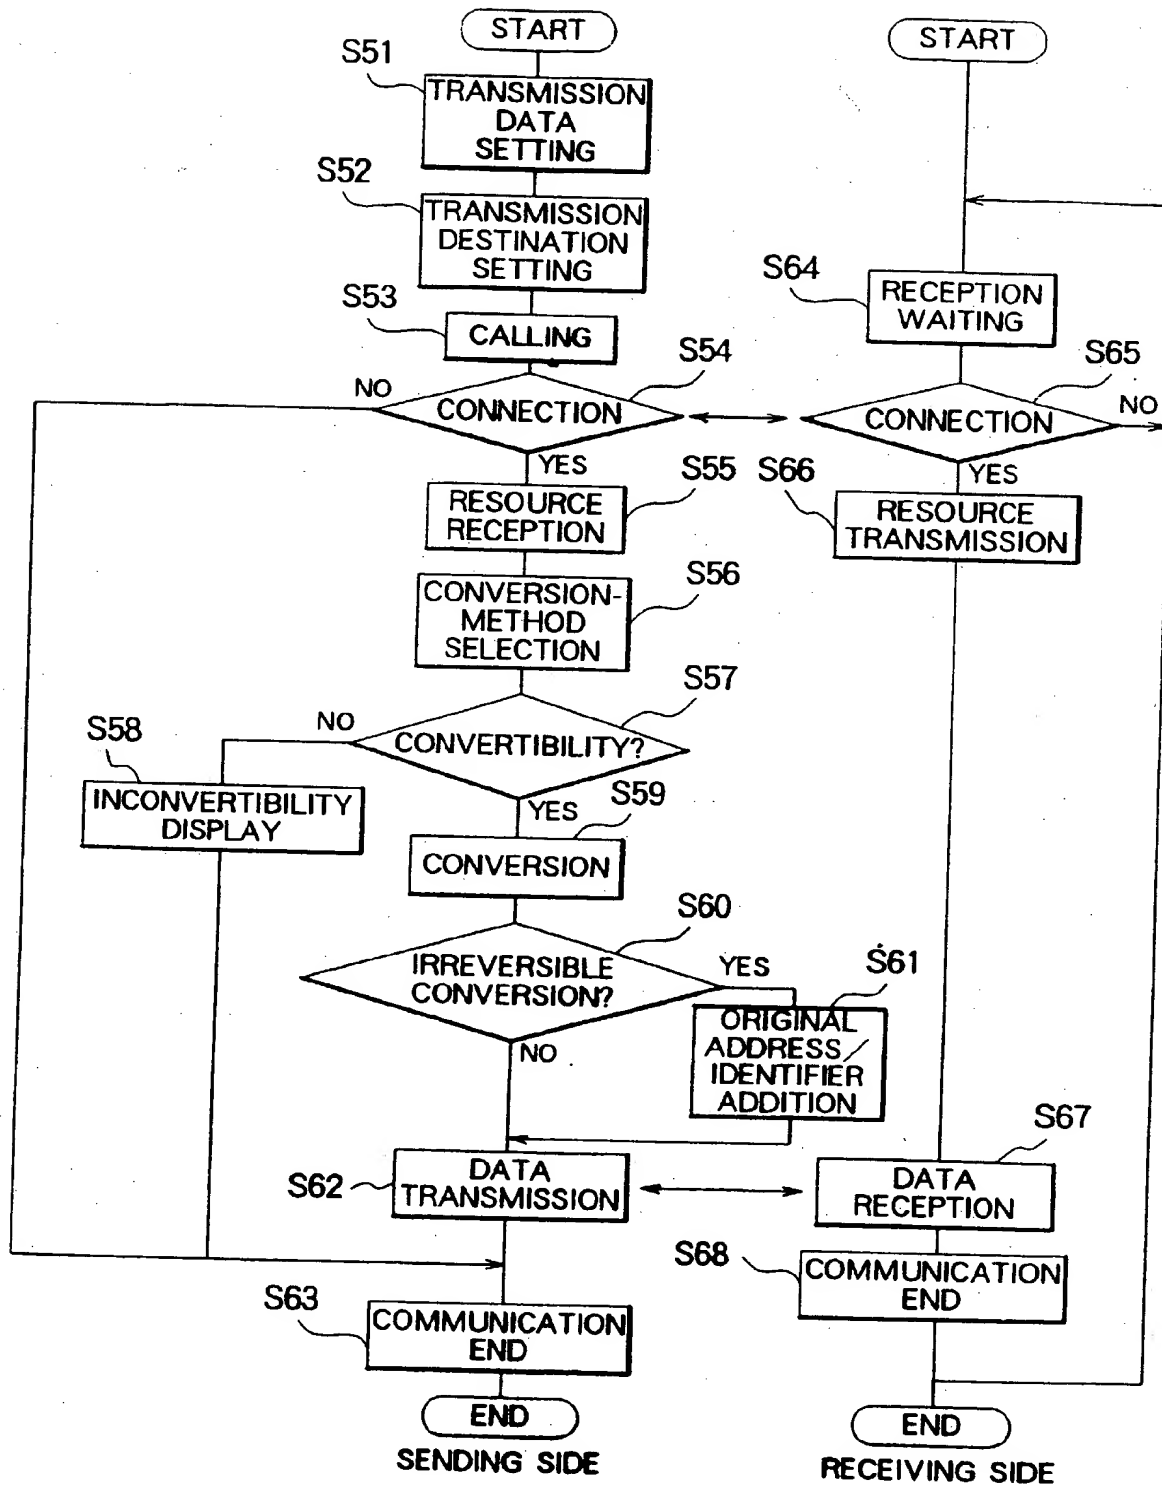 START
S51
TRANSMISSION
DATA
SETTING
S52
TRANSMISSION
DESTINATION
SETTING
S53
CALLING
S54
NO
CONNECTION
YES
S55
RESOURCE
RECEPTION
S56
CONVERSION-
METHOD
SELECTION
S57
NO
CONVERTIBILITY?
S58
INCONVERTIBILITY
DISPLAY
YES
S59
CONVERSION
S60
IRREVERSIBLE
CONVERSION?
YES
S61
ORIGINAL
ADDRESS /
IDENTIFIER
ADDITION
NO
S62
DATA
TRANSMISSION
S63
COMMUNICATION
END
END
SENDING SIDE
START
S64
RECEPTION
WAITING
S65
CONNECTION
NO
YES
S66
RESOURCE
TRANSMISSION
S67
DATA
RECEPTION
S68
COMMUNICATION
END
END
RECEIVING SIDE